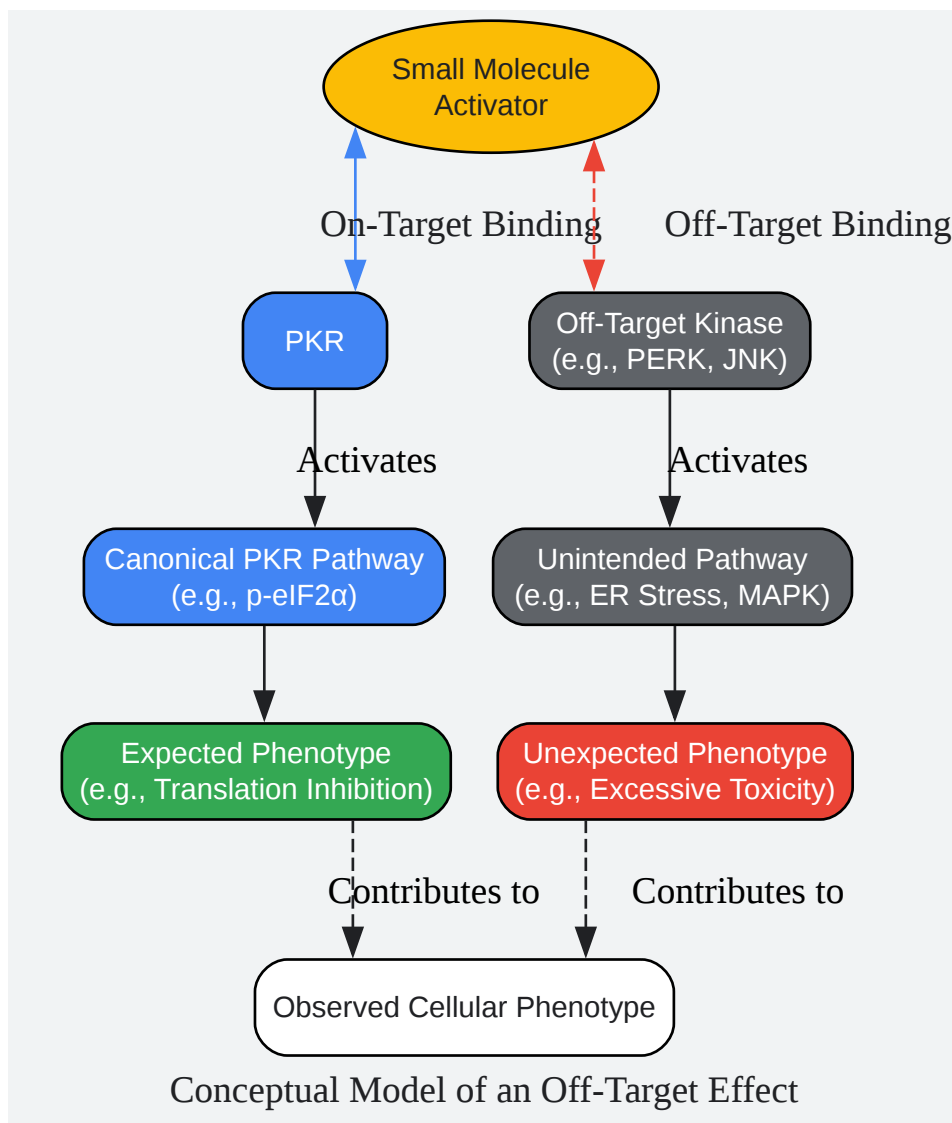 Small Molecule
Activator
On-Target Binding
Off-Target Binding
PKR
Off-Target Kinase
(e.g., PERK, JNK)
Activates
Activates
Canonical PKR Pathway
(e.g., p-eIF2α)
Unintended Pathway
(e.g., ER Stress, MAPK)
Expected Phenotype
(e.g., Translation Inhibition)
Unexpected Phenotype
(e.g., Excessive Toxicity)
Contributes to
Contributes to
Observed Cellular Phenotype
Conceptual Model of an Off-Target Effect